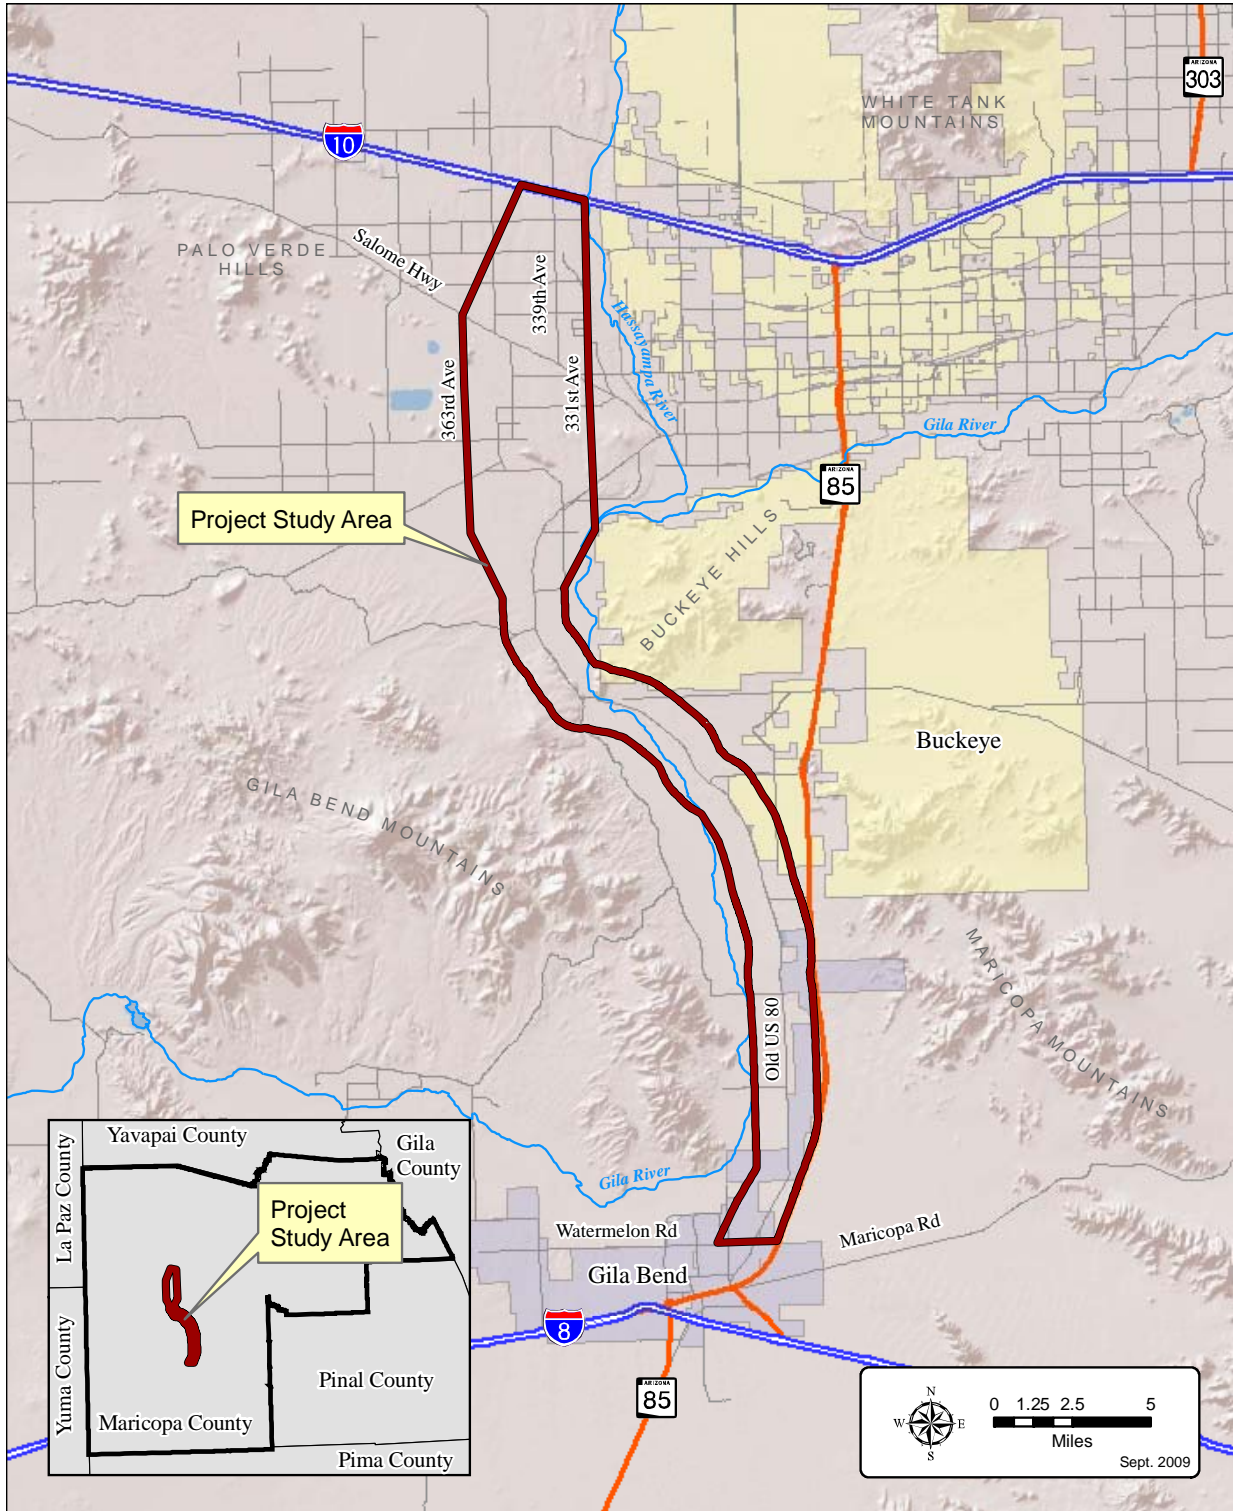 ARIZONA
303
WHITE TANK
MOUNTAINS
10
PALO VERDE
HILLS
Salome Hwy
339th Ave
Hassayampa River
363rd Ave
331st Ave
Gila River
ARIZONA
85
Project Study Area
BUCKEYE HILLS
Buckeye
GILA BEND MOUNTAINS
MARICOPA MOUNTAINS
Old US 80
Gila River
Watermelon Rd
Maricopa Rd
Gila Bend
8
ARIZONA
85
Yavapai County
Gila
County
La Paz County
Project
Study Area
Yuma County
Pinal County
Maricopa County
Pima County
N
W
E
S
0 1.25 2.5 5
Miles
Sept. 2009